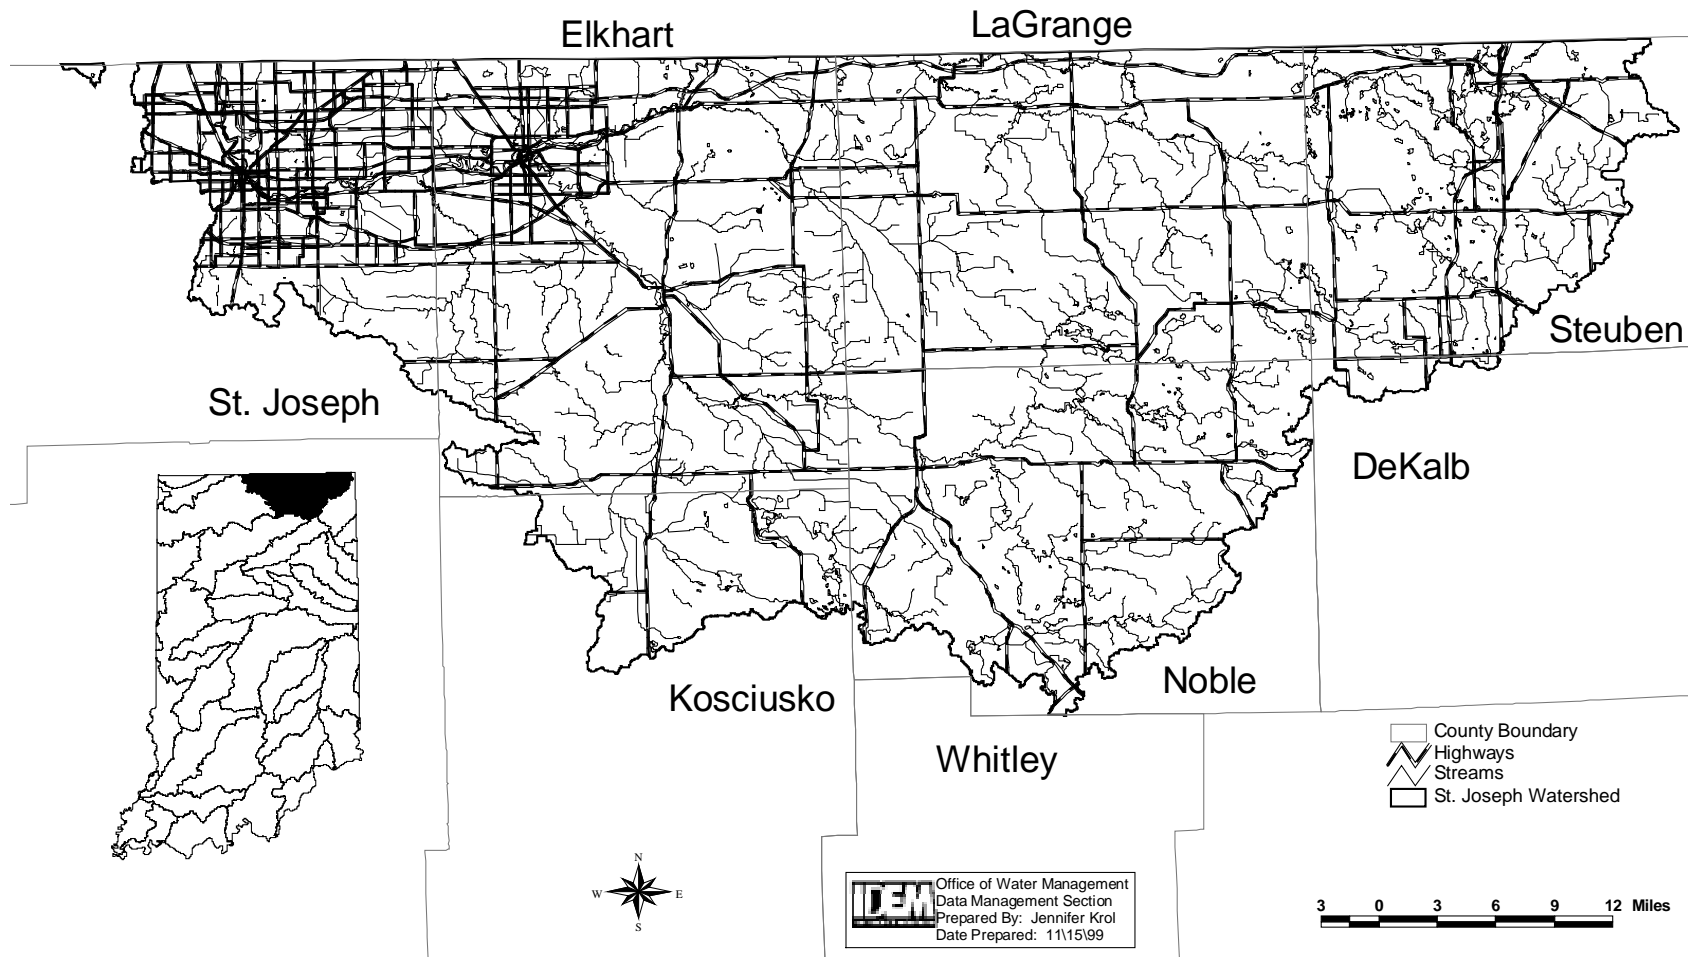 Elkhart
LaGrange
Steuben
St. Joseph
DeKalb
Noble
Kosciusko
Whitley
County Boundary
Highways
Streams
St. Joseph Watershed
N
W
E
S
IDEM
Office of Water Management
Data Management Section
Prepared By: Jennifer Krol
Date Prepared: 11\15\99
3 0 3 6 9 12 Miles